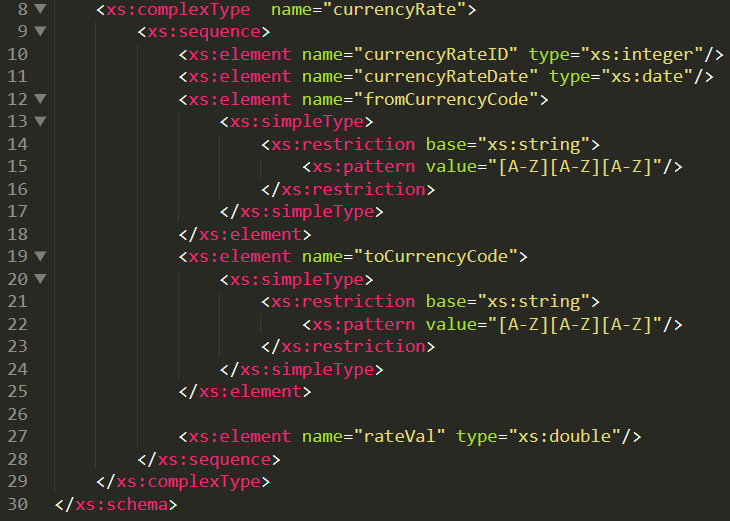 8 <xs:complexType  name="currencyRate">
9 <xs:sequence>
10 <xs:element name="currencyRateID" type="xs:integer"/>
11 <xs:element name="currencyRateDate" type="xs:date"/>
12 <xs:element name="fromCurrencyCode">
13 <xs:simpleType>
14 <xs:restriction base="xs:string">
15 <xs:pattern value="[A-Z][A-Z][A-Z]"/>
16 </xs:restriction>
17 </xs:simpleType>
18 </xs:element>
19 <xs:element name="toCurrencyCode">
20 <xs:simpleType>
21 <xs:restriction base="xs:string">
22 <xs:pattern value="[A-Z][A-Z][A-Z]"/>
23 </xs:restriction>
24 </xs:simpleType>
25 </xs:element>
26
27 <xs:element name="rateVal" type="xs:double"/>
28 </xs:sequence>
29 </xs:complexType>
30 </xs:schema>